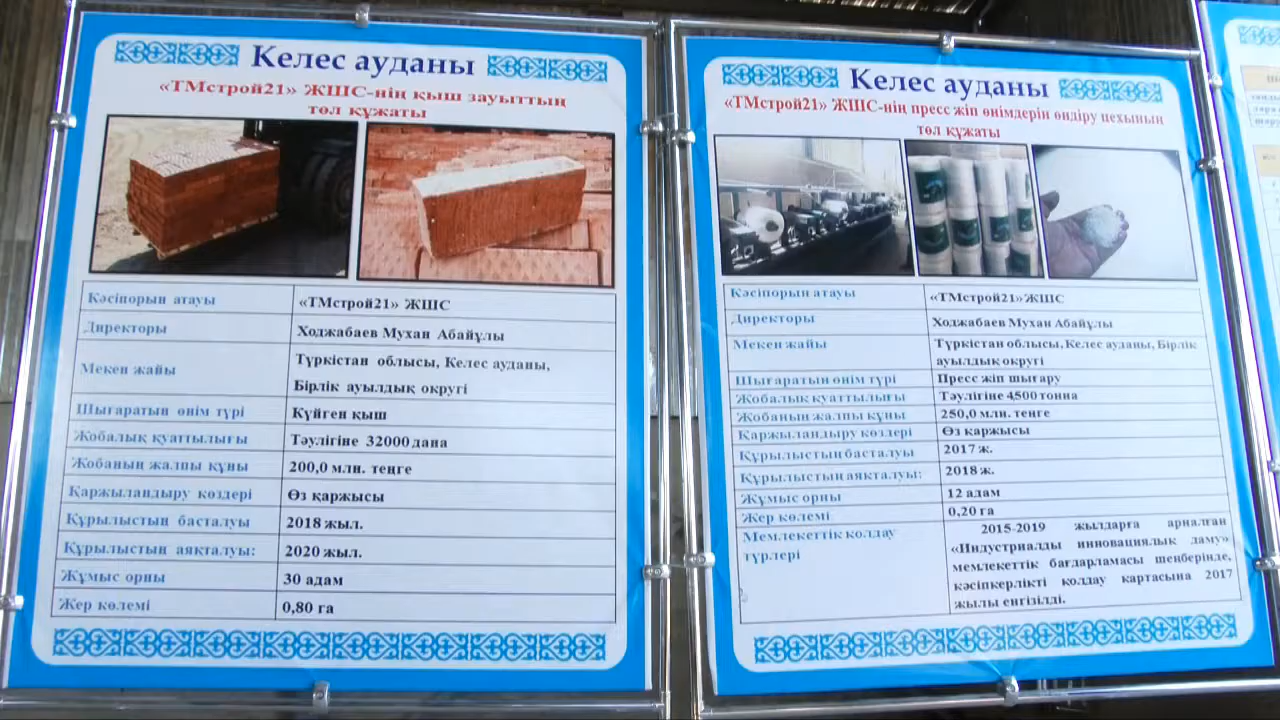 Келес ауданы
«ТМстрой21» ЖШС-нің қыш зауыттың
төл құжаты
Кәсіпорын атауы «ТМстрой21» ЖШС
Директоры Ходжабаев Мухан Абайұлы
Мекен жайы Түркістан облысы, Келес ауданы,
Бірлік ауылдық округі
Шығаратын өнім түрі Күйген қыш
Жобалық қуаттылығы Тәулігіне 32000 дана
Жобаның жалпы құны 200,0 млн. теңге
Қаржыландыру көздері Өз қаржысы
Құрылыстың басталуы 2018 жыл.
Құрылыстың аяқталуы: 2020 жыл.
Жұмыс орны 30 адам
Жер көлемі 0,80 га
Келес ауданы
«ТМстрой21» ЖШС-нің пресс жіп өнімдерін өндіру цехының
төл құжаты
Кәсіпорын атауы «ТМстрой21» ЖШС
Директоры Ходжабаев Мухан Абайұлы
Мекен жайы Түркістан облысы, Келес ауданы, Бірлік
ауылдық округі
Шығаратын өнім түрі Пресс жіп шығару
Жобалық қуаттылығы Тәулігіне 4,500 тонна
Жобаның жалпы құны 250,0 млн. теңге
Қаржыландыру көздері Өз қаржысы
Құрылыстың басталуы 2017 ж.
Құрылыстың аяқталуы: 2018 ж.
Жұмыс орны 12 адам
Жер көлемі 0,20 га
Мемлекеттік қолдау 2015-2019 жылдарға арналған
түрлері «Индустриалды инновациялық даму»
мемлекеттік бағдарламасы шеңберінде,
кәсіпкерлікті қолдау картасына 2017
жылы енгізілді.